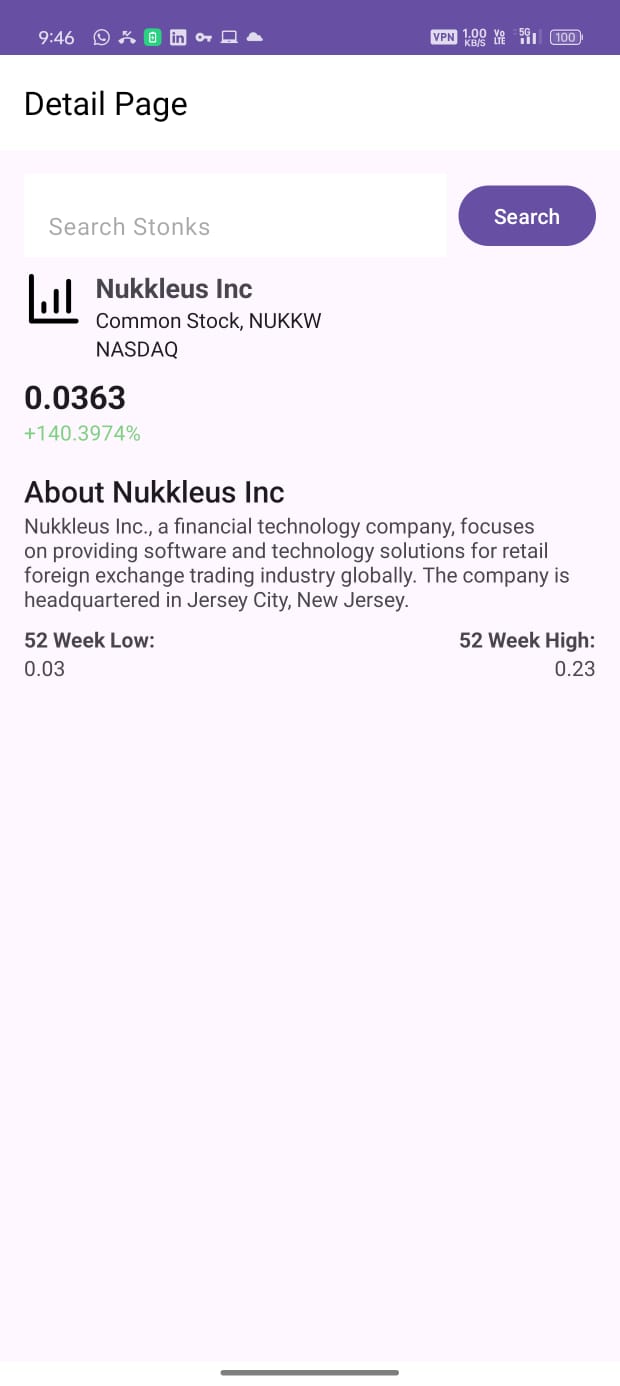 9:46 in VPN 1.00 KB/S Vo LTE 5G 100
Detail Page
Search Stonks
Search
Nukkleus Inc
Common Stock, NUKKW
NASDAQ
0.0363
+140.3974%
About Nukkleus Inc
Nukkleus Inc., a financial technology company, focuses
on providing software and technology solutions for retail
foreign exchange trading industry globally. The company is
headquartered in Jersey City, New Jersey.
52 Week Low: 52 Week High:
0.03 0.23